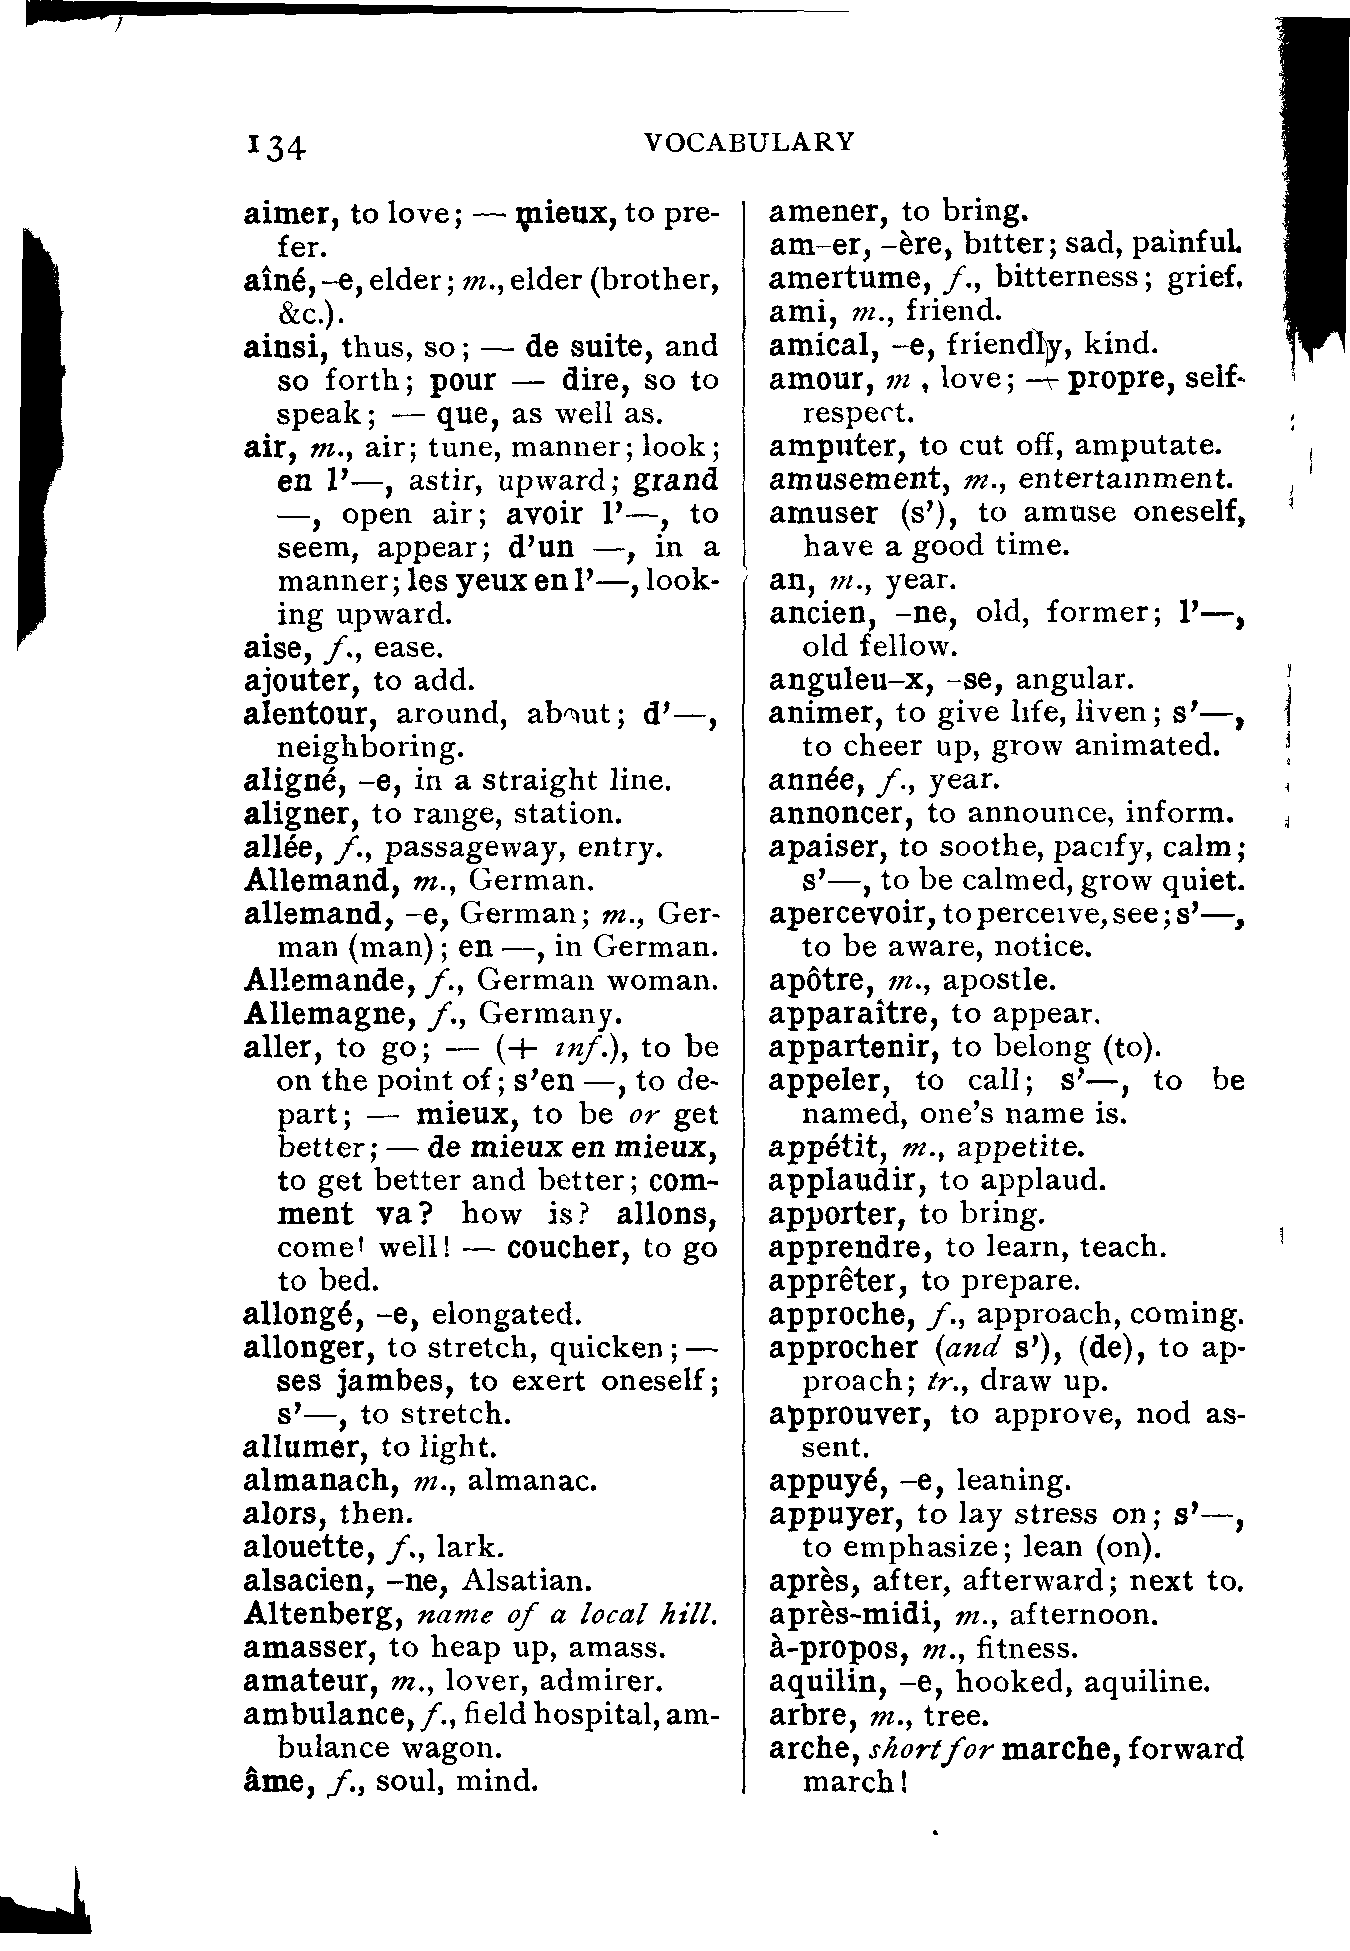 134
VOCABULARY
aimer, to love; — mieux, to pre-
fer.
aîné, -e, elder; m., elder (brother,
&c.).
ainsi, thus, so; — de suite, and
so forth; pour — dire, so to
speak; — que, as well as.
air, m., air; tune, manner; look;
en l'—, astir, upward; grand
—, open air; avoir l'—, to
seem, appear; d'un —, in a
manner; les yeux en l'—, look-
ing upward.
aise, f., ease.
ajouter, to add.
alentour, around, about; d'—,
neighboring.
aligné, -e, in a straight line.
aligner, to range, station.
allée, f., passageway, entry.
Allemand, m., German.
allemand, -e, German; m., Ger-
man (man); en —, in German.
Allemande, f., German woman.
Allemagne, f., Germany.
aller, to go; — (+ inf.), to be
on the point of; s'en —, to de-
part; — mieux, to be or get
better; — de mieux en mieux,
to get better and better; com-
ment va? how is? allons,
come! well! — coucher, to go
to bed.
allongé, -e, elongated.
allonger, to stretch, quicken; —
ses jambes, to exert oneself;
s'—, to stretch.
allumer, to light.
almanach, m., almanac.
alors, then.
alouette, f., lark.
alsacien, -ne, Alsatian.
Altenberg, name of a local hill.
amasser, to heap up, amass.
amateur, m., lover, admirer.
ambulance, f., field hospital, am-
bulance wagon.
âme, f., soul, mind.
amener, to bring.
am-er, -ère, bitter; sad, painful.
amertume, f., bitterness; grief.
ami, m., friend.
amical, -e, friendly, kind.
amour, m., love; — propre, self-
respect.
amputer, to cut off, amputate.
amusement, m., entertainment.
amuser (s'), to amuse oneself,
have a good time.
an, m., year.
ancien, -ne, old, former; l'—,
old fellow.
anguleu-x, -se, angular.
animer, to give life, liven; s'—,
to cheer up, grow animated.
année, f., year.
annoncer, to announce, inform.
apaiser, to soothe, pacify, calm;
s'—, to be calmed, grow quiet.
apercevoir, to perceive, see; s'—,
to be aware, notice.
apôtre, m., apostle.
apparaître, to appear.
appartenir, to belong (to).
appeler, to call; s'—, to be
named, one's name is.
appétit, m., appetite.
applaudir, to applaud.
apporter, to bring.
apprendre, to learn, teach.
apprêter, to prepare.
approche, f., approach, coming.
approcher (and s'), (de), to ap-
proach; tr., draw up.
approuver, to approve, nod as-
sent.
appuyé, -e, leaning.
appuyer, to lay stress on; s'—,
to emphasize; lean (on).
après, after, afterward; next to.
après-midi, m., afternoon.
à-propos, m., fitness.
aquilin, -e, hooked, aquiline.
arbre, m., tree.
arche, short for marche, forward
march!